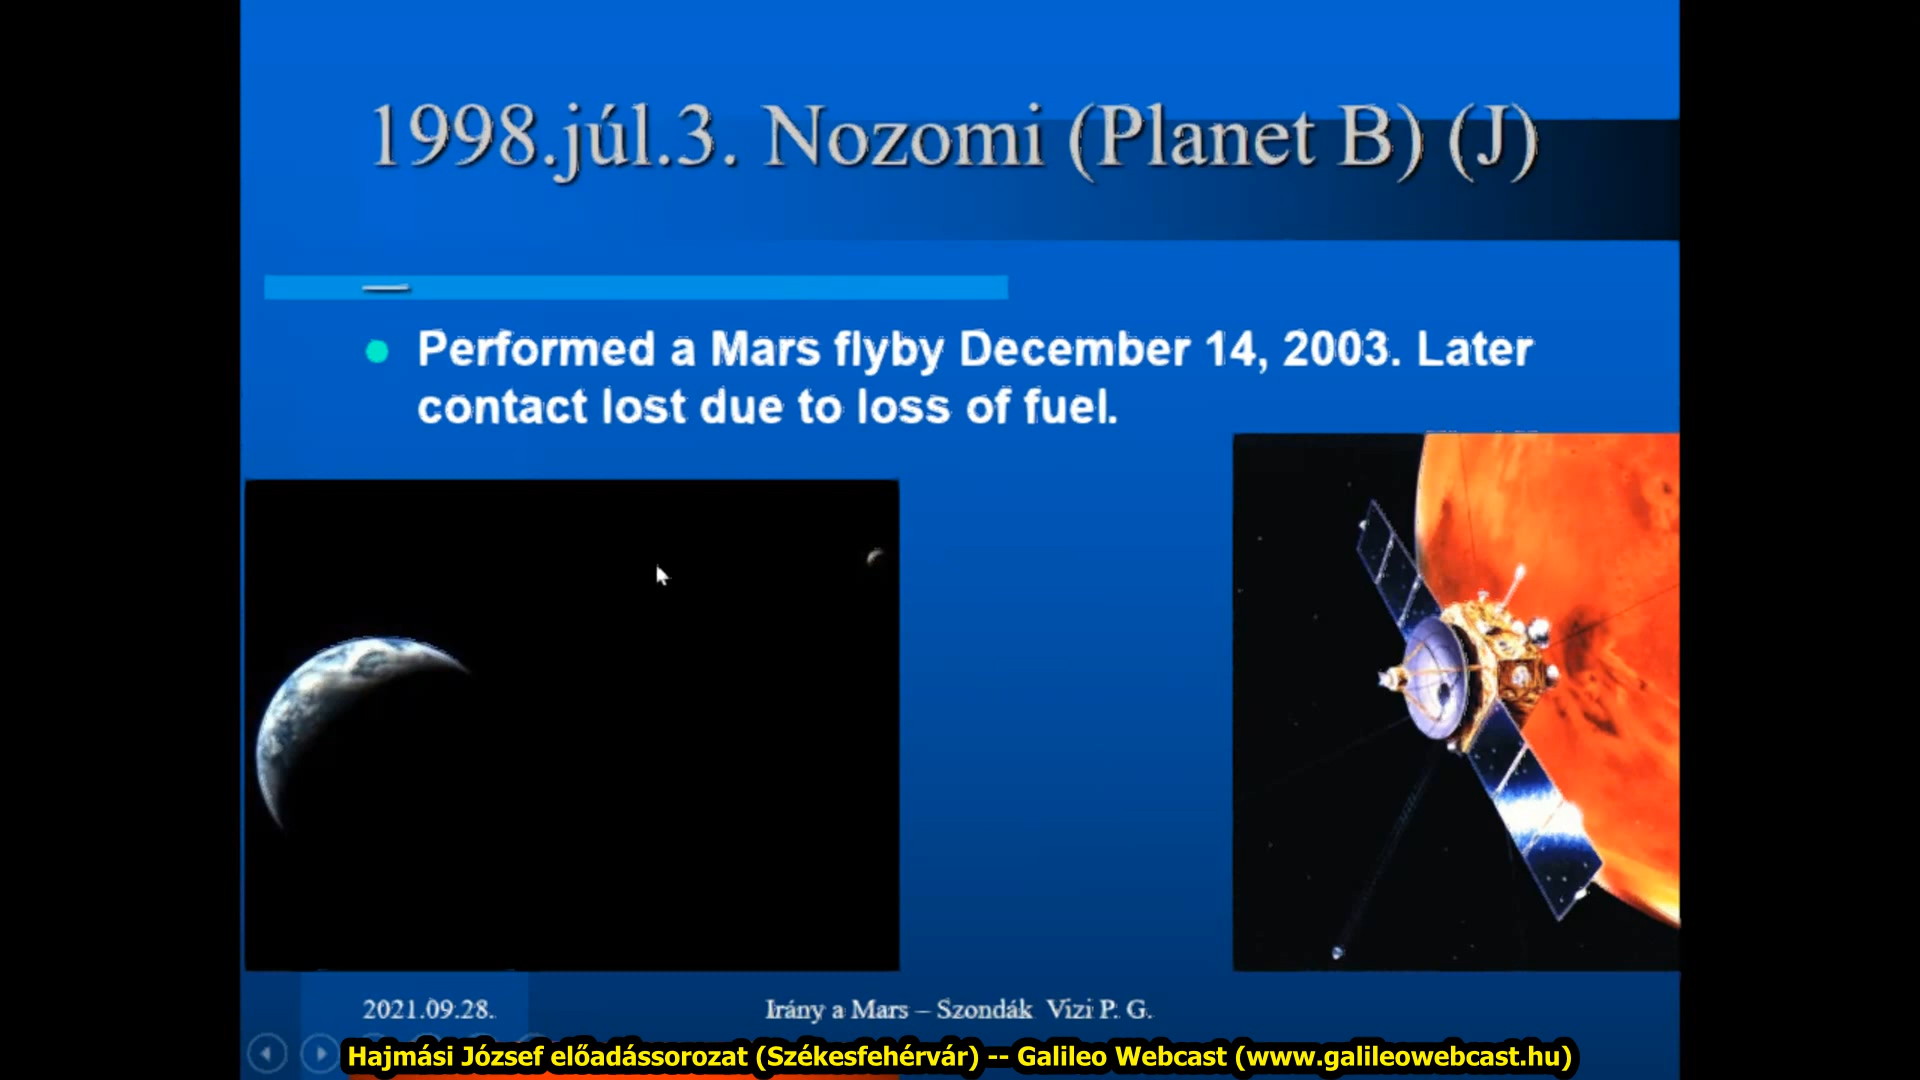 1998.júl.3. Nozomi (Planet B) (J)
Performed a Mars flyby December 14, 2003. Later
contact lost due to loss of fuel.
2021.09.28.
Irány a Mars – Szondák Vizi P. G.
Hajmási József előadássorozat (Székesfehérvár) -- Galileo Webcast (www.galileowebcast.hu)